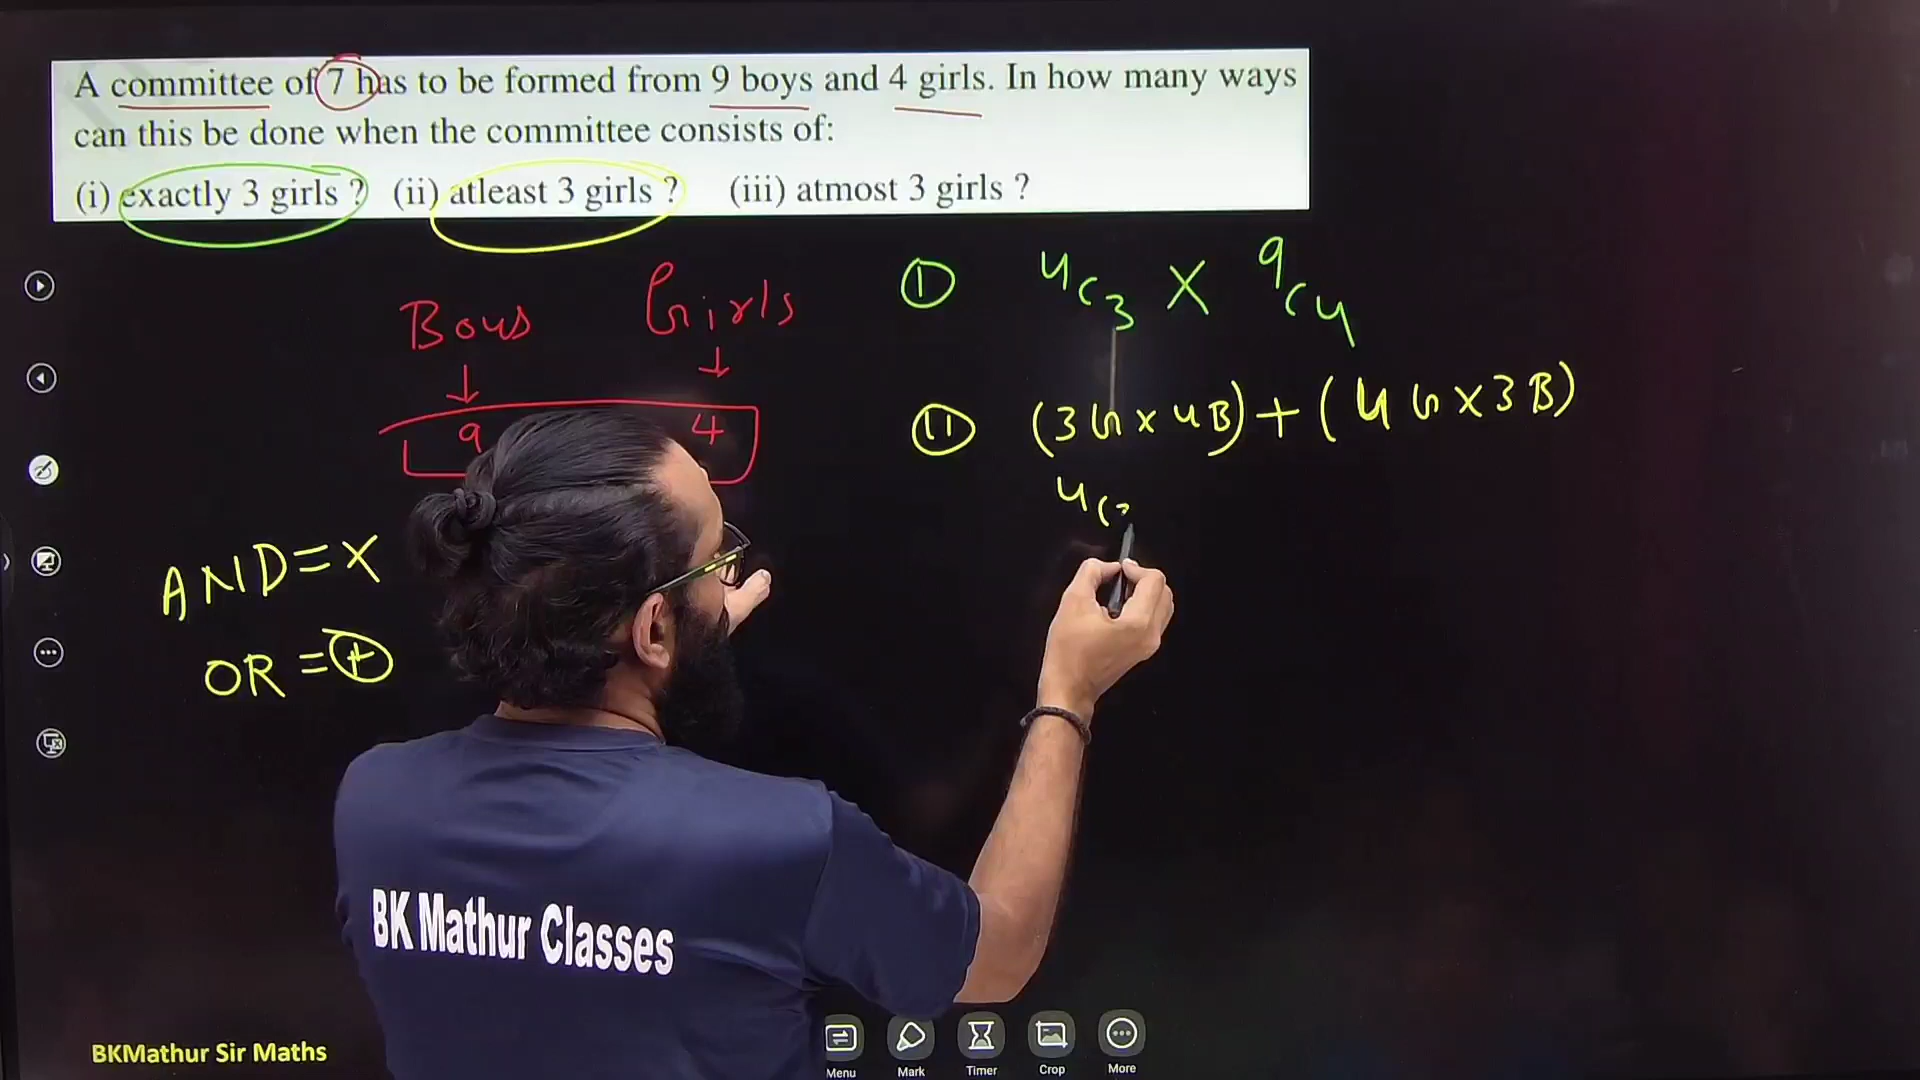 A committee of 7 has to be formed from 9 boys and 4 girls. In how many ways
can this be done when the committee consists of:
(i) exactly 3 girls ? (ii) atleast 3 girls ? (iii) atmost 3 girls ?
Boys Girls
↓ ↓
9 4
AND = X
OR = +
I ⁴C₃ X ⁹C₄
II (3G x 4B) + (4G x 3B)
⁴C
BK Mathur Classes
BKMathur Sir Maths
Menu Mark Timer Crop More